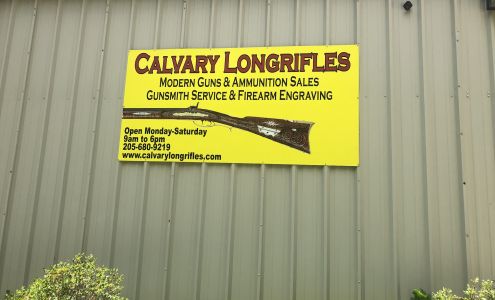 CALVARY LONGRIFLES
MODERN GUNS & AMMUNITION SALES
GUNSMITH SERVICE & FIREARM ENGRAVING
Open Monday-Saturday
9am to 6pm
205-680-9219
www.calvarylongrifles.com